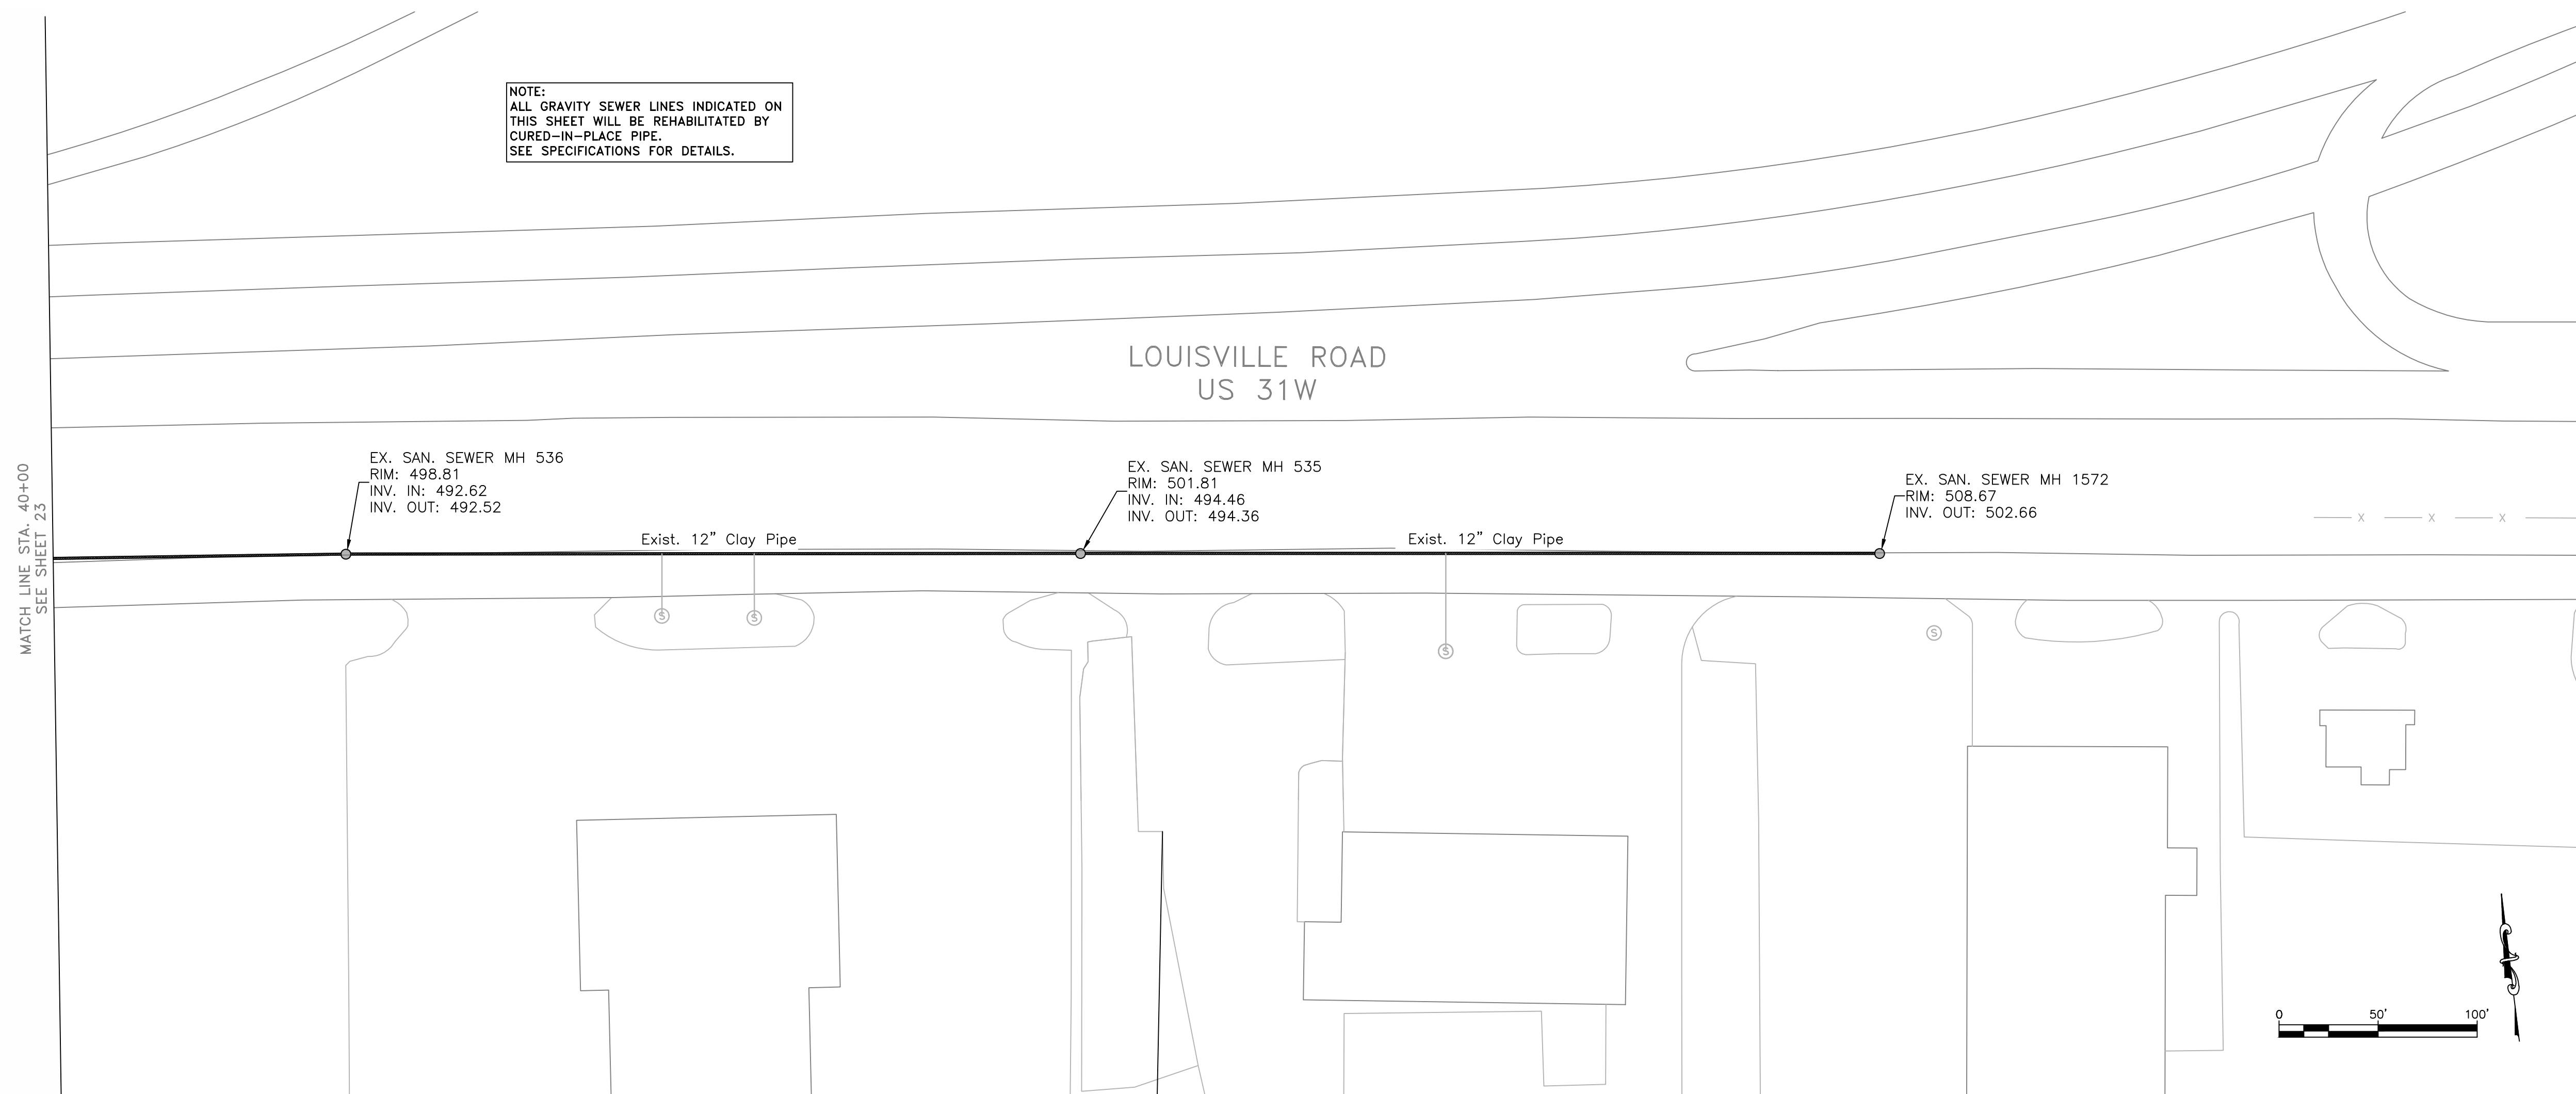 NOTE:
ALL GRAVITY SEWER LINES INDICATED ON
THIS SHEET WILL BE REHABILITATED BY
CURED-IN-PLACE PIPE.
SEE SPECIFICATIONS FOR DETAILS.
LOUISVILLE ROAD
US 31W
MATCH LINE STA. 40+00
SEE SHEET 23
EX. SAN. SEWER MH 536
RIM: 498.81
INV. IN: 492.62
INV. OUT: 492.52
EX. SAN. SEWER MH 535
RIM: 501.81
INV. IN: 494.46
INV. OUT: 494.36
EX. SAN. SEWER MH 1572
RIM: 508.67
INV. OUT: 502.66
X X X
Exist. 12" Clay Pipe
Exist. 12" Clay Pipe
S
S
S
S
0 50' 100'